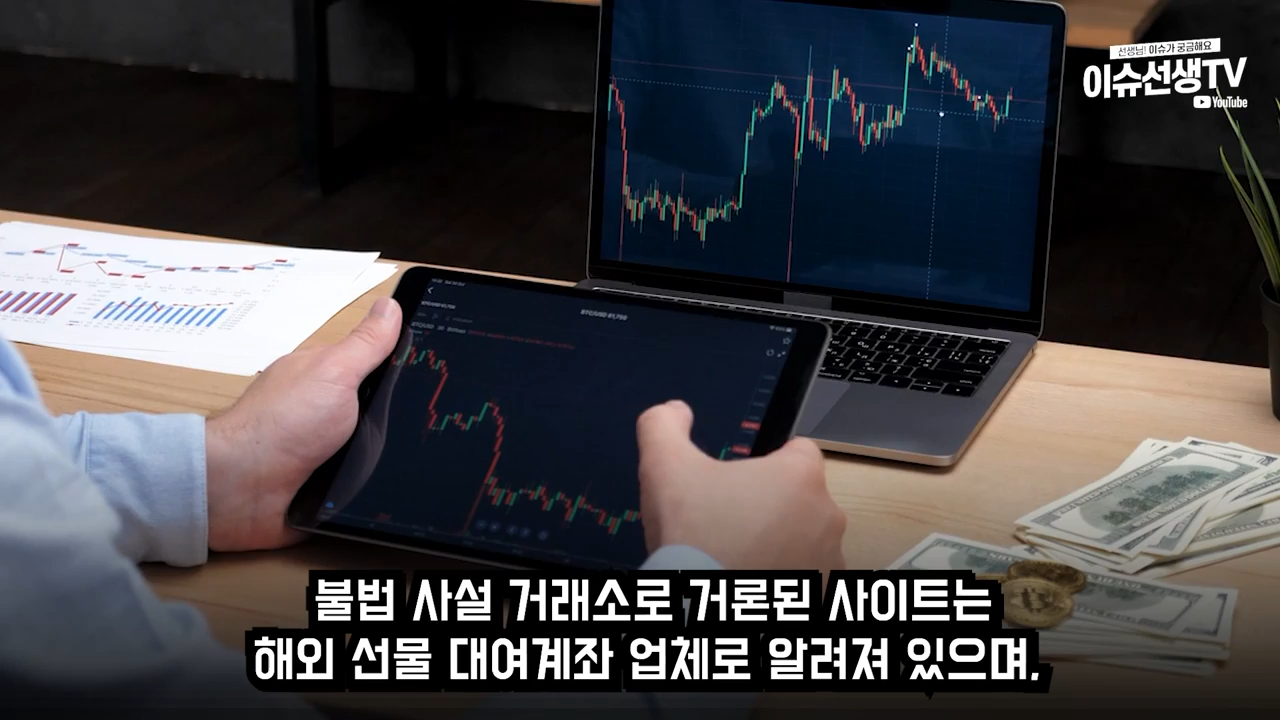 선생님! 이슈가 궁금해요
이슈선생TV
YouTube
불법 사설 거래소로 거론된 사이트는
해외 선물 대여계좌 업체로 알려져 있으며,